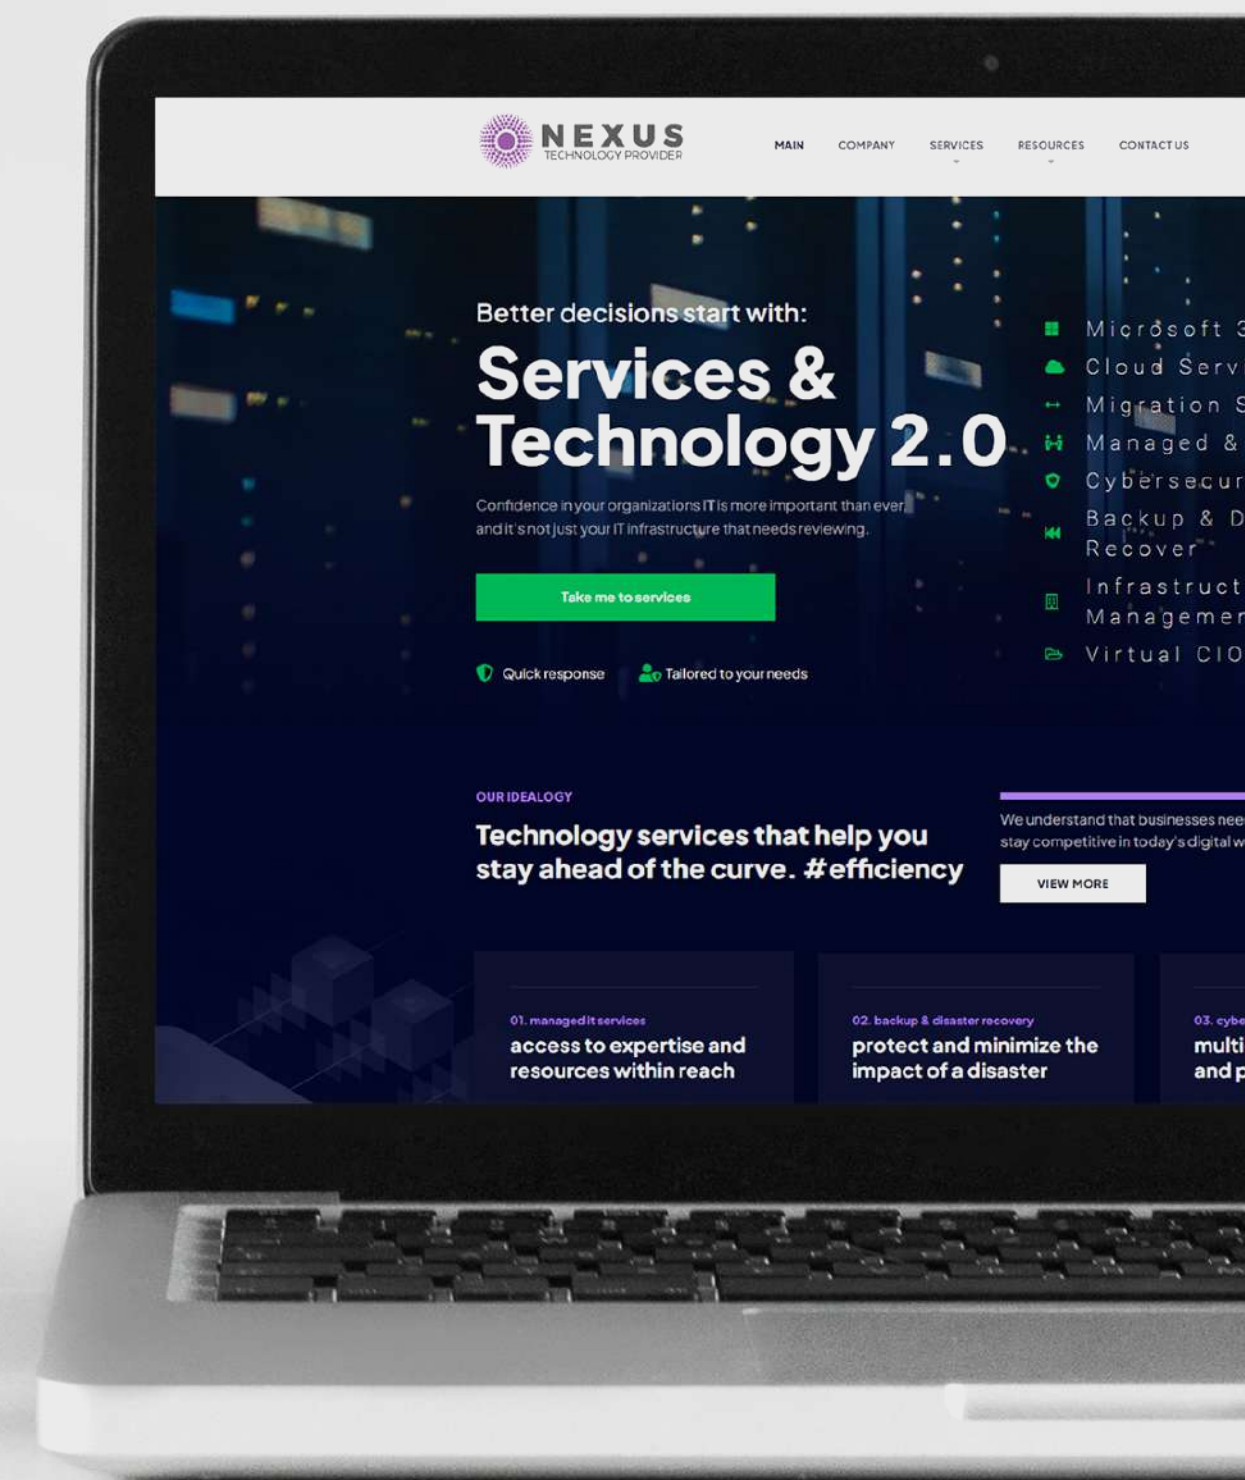 NEXUS
TECHNOLOGY PROVIDER
MAIN COMPANY SERVICES RESOURCES CONTACT US
Better decisions start with:
Services &
Technology 2.0
Confidence in your organizations IT is more important than ever,
and it's not just your IT infrastructure that needs reviewing.
Take me to services
Quick response Tailored to your needs
Microsoft 3
Cloud Servi
Migration S
Managed &
Cybersecur
Backup & D
Recover
Infrastruct
Managemen
Virtual CIO
OUR IDEALOGY
Technology services that help you
stay ahead of the curve. #efficiency
We understand that businesses nee
stay competitive in today's digital w
VIEW MORE
01. managed it services
access to expertise and
resources within reach
02. backup & disaster recovery
protect and minimize the
impact of a disaster
03. cybe
multi
and p